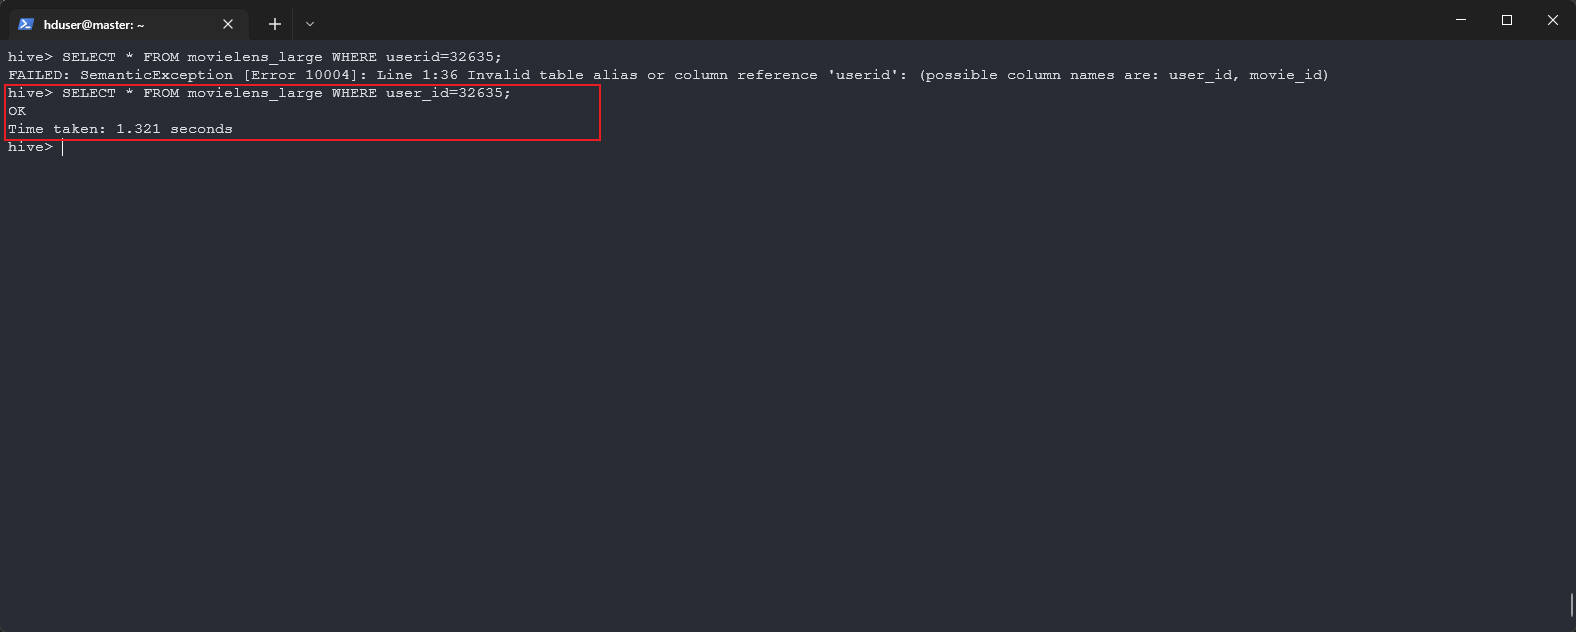 hduser@master: ~
hive> SELECT * FROM movielens_large WHERE userid=32635;
FAILED: SemanticException [Error 10004]: Line 1:36 Invalid table alias or column reference 'userid': (possible column names are: user_id, movie_id)
hive> SELECT * FROM movielens_large WHERE user_id=32635;
OK
Time taken: 1.321 seconds
hive>